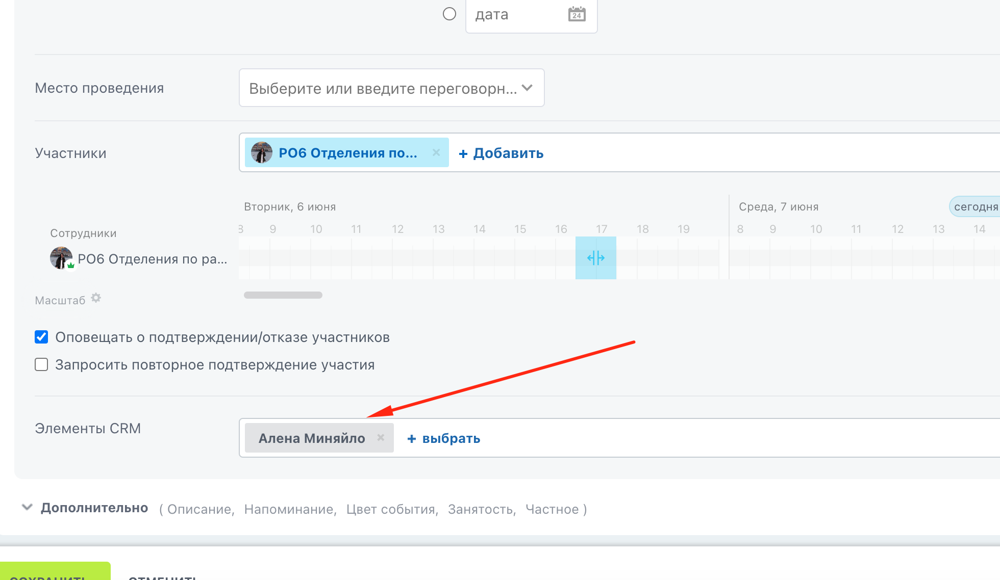 дата
24
Место проведения
Выберите или введите переговорн...
Участники
РО6 Отделения по...
+ Добавить
Вторник, 6 июня
Среда, 7 июня
сегодня
8 9 10 11 12 13 14 15 16 17 18 19 8 9 10 11 12 13 14
Сотрудники
РО6 Отделения по ра...
Масштаб
Оповещать о подтверждении/отказе участников
Запросить повторное подтверждение участия
Элементы CRM
Алена Миняйло
+ выбрать
Дополнительно ( Описание, Напоминание, Цвет события, Занятость, Частное )
СОХРАНИТЬ ОТМЕНИТЬ